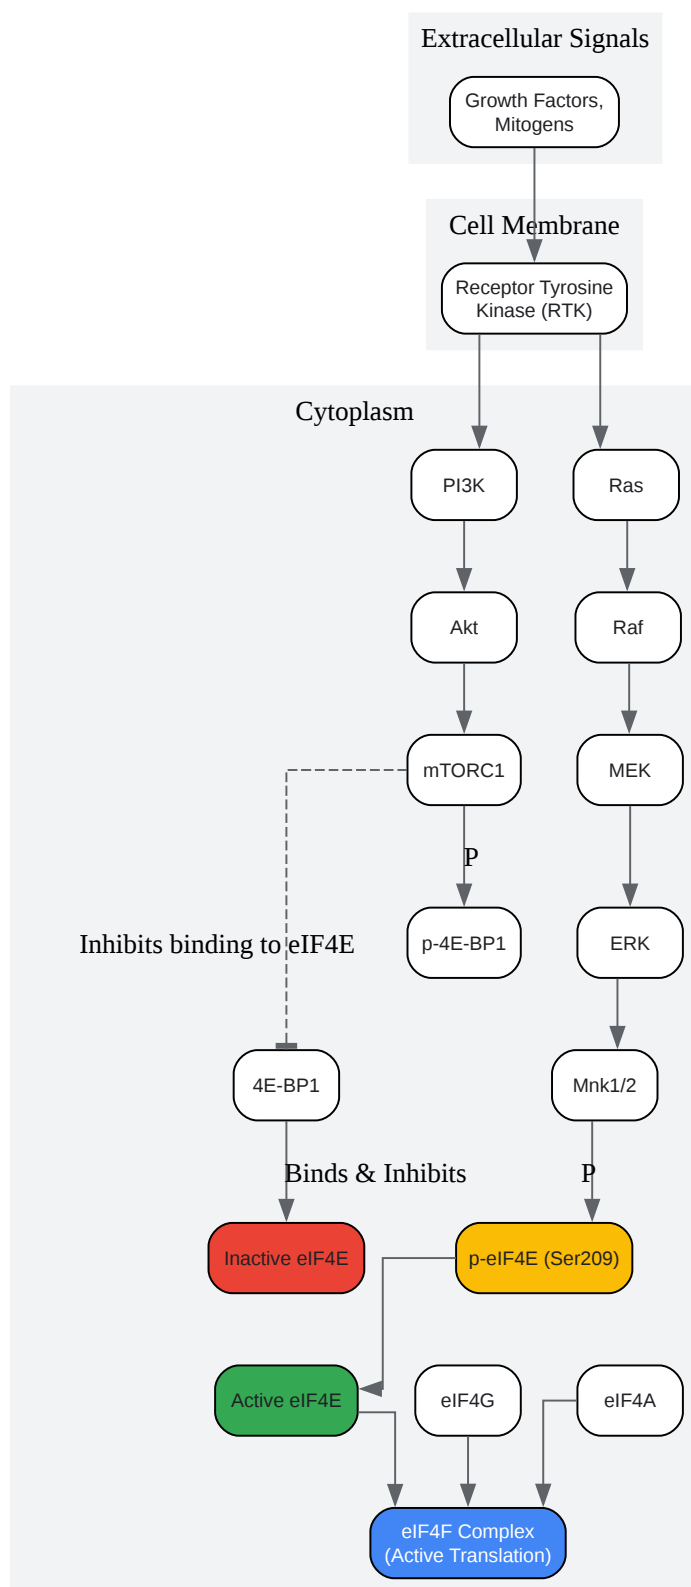 Extracellular Signals
Growth Factors,
Mitogens
Cell Membrane
Receptor Tyrosine
Kinase (RTK)
Cytoplasm
PI3K
Ras
Akt
Raf
mTORC1
MEK
P
Inhibits binding to eIF4E
p-4E-BP1
ERK
4E-BP1
Mnk1/2
Binds & Inhibits
P
Inactive eIF4E
p-eIF4E (Ser209)
Active eIF4E
eIF4G
eIF4A
eIF4F Complex
(Active Translation)